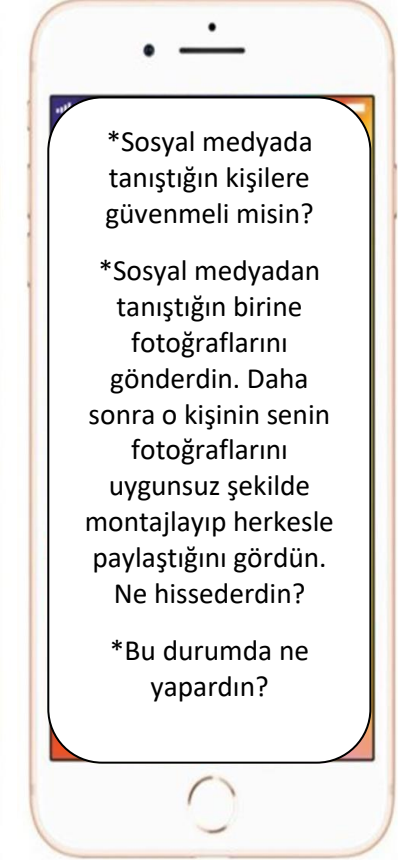 *Sosyal medyada
tanıştığın kişilere
güvenmeli misin?
*Sosyal medyadan
tanıştığın birine
fotoğraflarını
gönderdin. Daha
sonra o kişinin senin
fotoğraflarını
uygunsuz şekilde
montajlayıp herkesle
paylaştığını gördün.
Ne hissederdin?
*Bu durumda ne
yapardın?